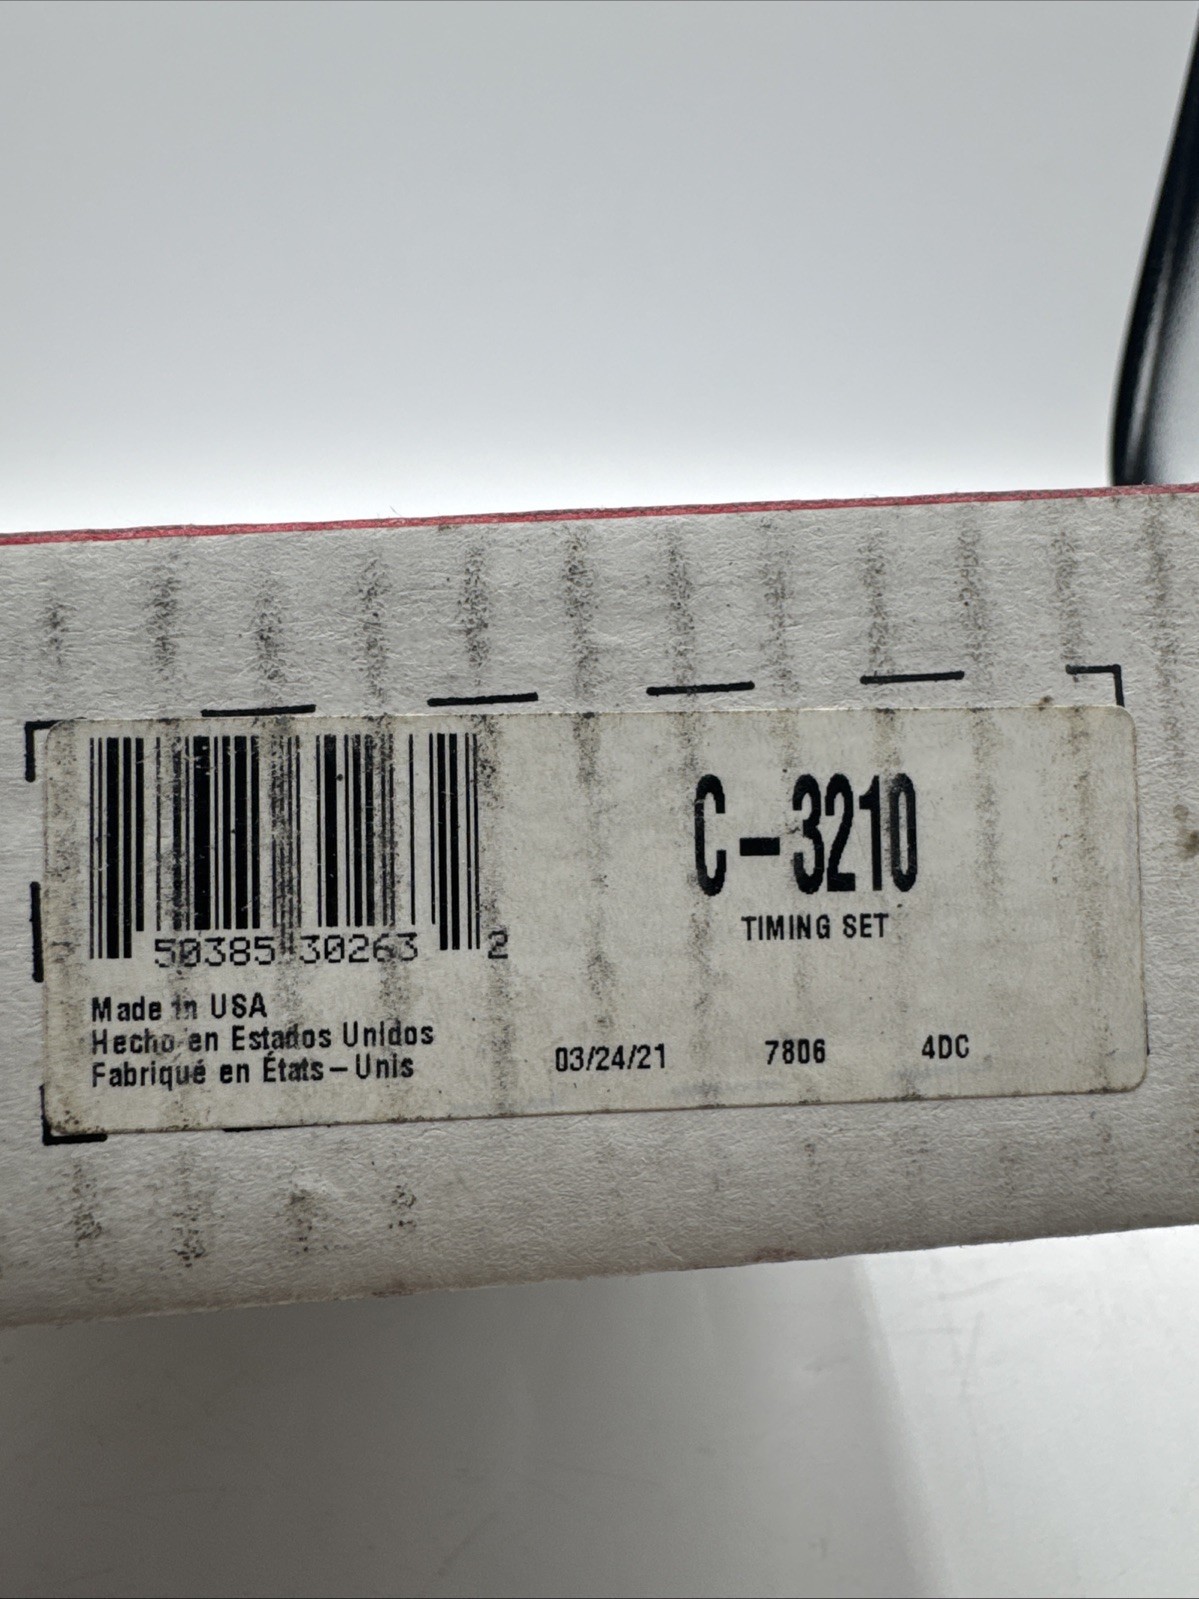 C-3210
TIMING SET
50385 30263 2
Made in USA
Hecho en Estados Unidos
Fabriqué en États-Unis
03/24/21 7806 4DC